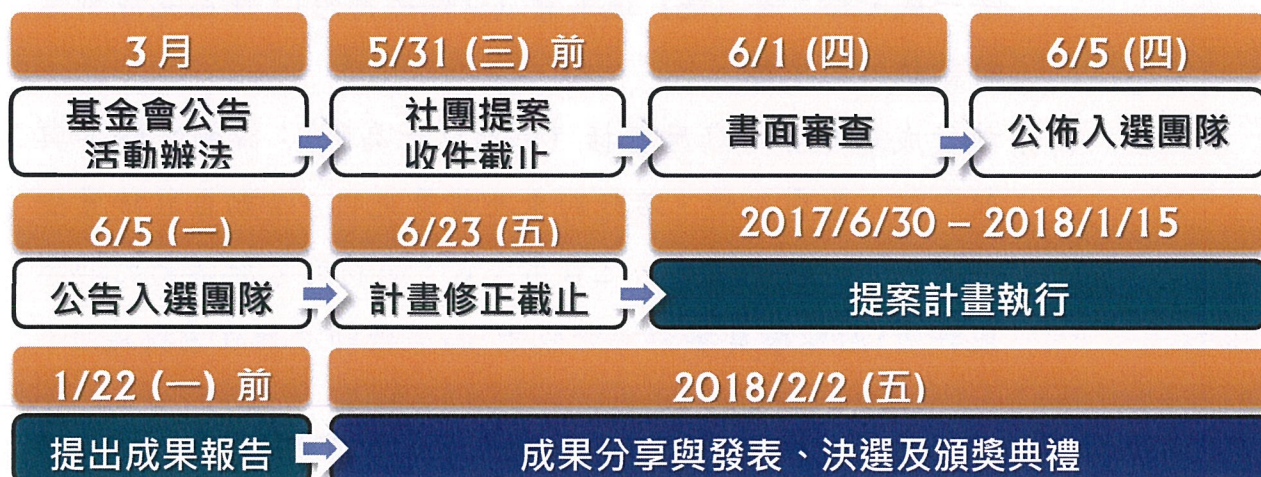 3月
5/31 (三) 前
6/1 (四)
6/5 (四)
基金會公告
活動辦法
社團提案
收件截止
書面審查
公佈入選團隊
6/5 (一)
6/23 (五)
2017/6/30 – 2018/1/15
公告入選團隊
計畫修正截止
提案計畫執行
1/22 (一) 前
2018/2/2 (五)
提出成果報告
成果分享與發表、決選及頒獎典禮